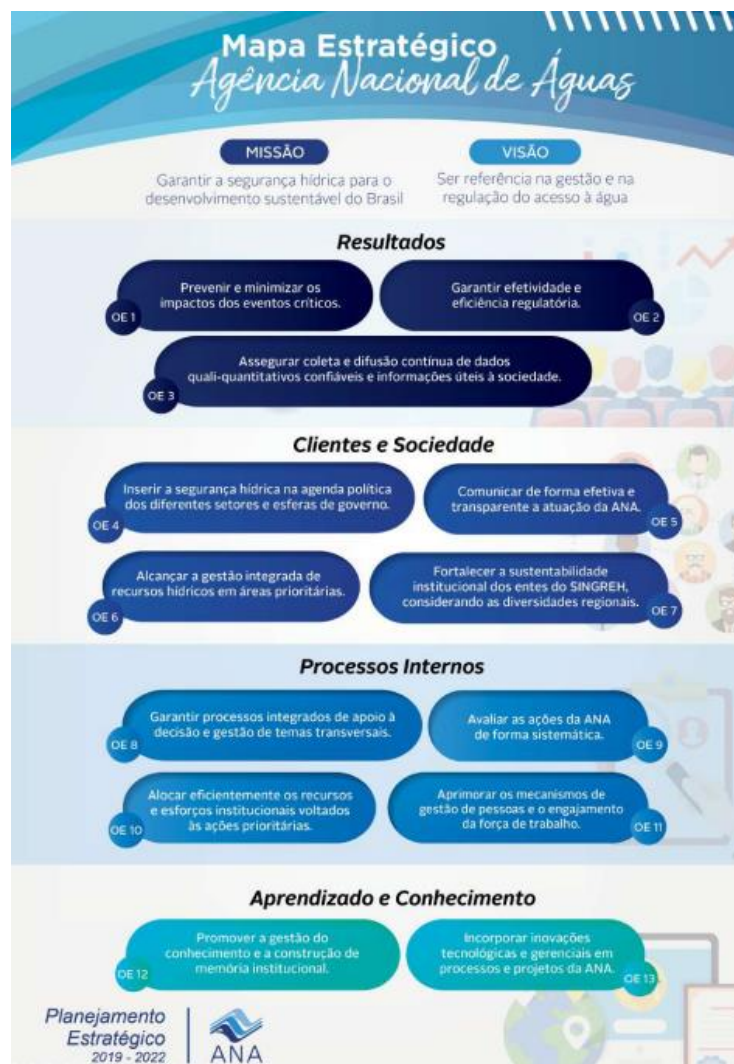 Mapa Estratégico
Agência Nacional de Águas
MISSÃO
Garantir a segurança hídrica para o
desenvolvimento sustentável do Brasil
VISÃO
Ser referência na gestão e na
regulação do acesso à água
Resultados
Prevenir e minimizar os
impactos dos eventos críticos.
OE 1
Garantir efetividade e
eficiência regulatória.
OE 2
Assegurar coleta e difusão contínua de dados
quali-quantitativos confiáveis e informações úteis à sociedade.
OE 3
Clientes e Sociedade
Inserir a segurança hídrica na agenda política
dos diferentes setores e esferas de governo.
OE 4
Comunicar de forma efetiva e
transparente a atuação da ANA.
OE 5
Alcançar a gestão integrada de
recursos hídricos em áreas prioritárias.
OE 6
Fortalecer a sustentabilidade
institucional dos entes do SINGREH,
considerando as diversidades regionais.
OE 7
Processos Internos
Garantir processos integrados de apoio à
decisão e gestão de temas transversais.
OE 8
Avaliar as ações da ANA
de forma sistemática.
OE 9
Alocar eficientemente os recursos
e esforços institucionais voltados
às ações prioritárias.
OE 10
Aprimorar os mecanismos de
gestão de pessoas e o engajamento
da força de trabalho.
OE 11
Aprendizado e Conhecimento
Promover a gestão do
conhecimento e a construção de
memória institucional.
OE 12
Incorporar inovações
tecnológicas e gerenciais em
processos e projetos da ANA.
OE 13
Planejamento
Estratégico
2019 - 2022
ANA